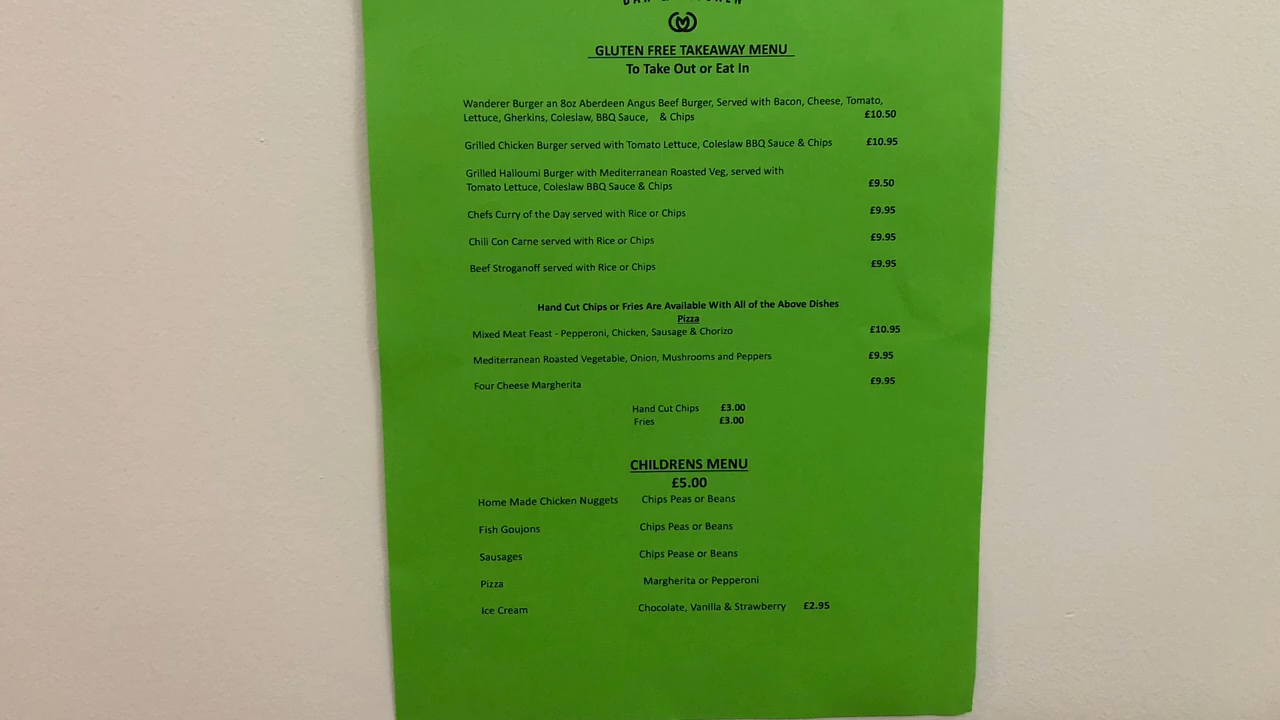 GLUTEN FREE TAKEAWAY MENU
To Take Out or Eat In
Wanderer Burger an 8oz Aberdeen Angus Beef Burger, Served with Bacon, Cheese, Tomato,
Lettuce, Gherkins, Coleslaw, BBQ Sauce, & Chips £10.50
Grilled Chicken Burger served with Tomato Lettuce, Coleslaw BBQ Sauce & Chips £10.95
Grilled Halloumi Burger with Mediterranean Roasted Veg, served with
Tomato Lettuce, Coleslaw BBQ Sauce & Chips £9.50
Chefs Curry of the Day served with Rice or Chips £9.95
Chili Con Carne served with Rice or Chips £9.95
Beef Stroganoff served with Rice or Chips £9.95
Hand Cut Chips or Fries Are Available With All of the Above Dishes
Pizza
Mixed Meat Feast - Pepperoni, Chicken, Sausage & Chorizo £10.95
Mediterranean Roasted Vegetable, Onion, Mushrooms and Peppers £9.95
Four Cheese Margherita £9.95
Hand Cut Chips £3.00
Fries £3.00
CHILDRENS MENU
£5.00
Home Made Chicken Nuggets Chips Peas or Beans
Fish Goujons Chips Peas or Beans
Sausages Chips Pease or Beans
Pizza Margherita or Pepperoni
Ice Cream Chocolate, Vanilla & Strawberry £2.95